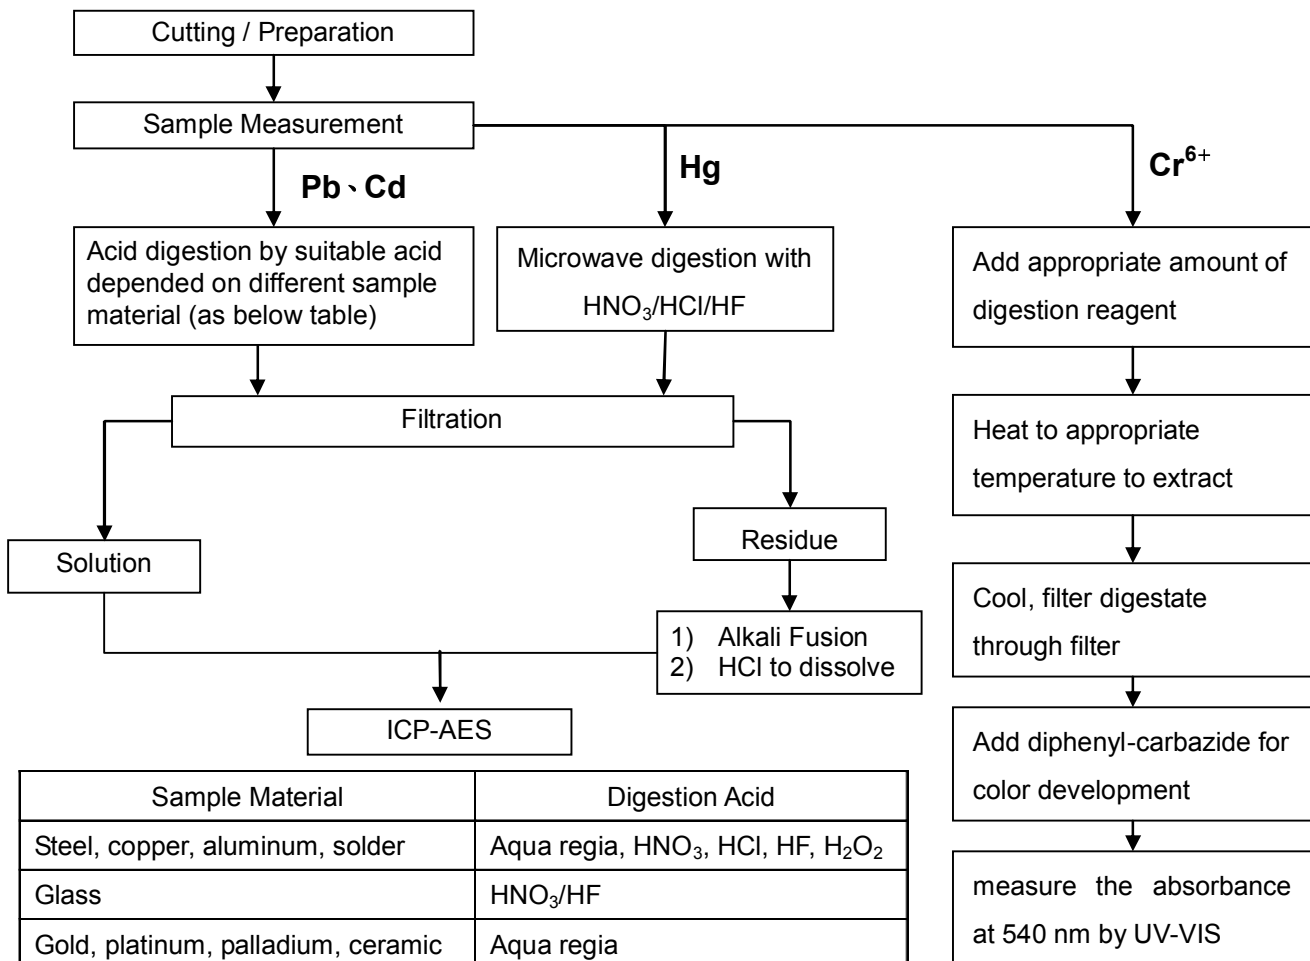 Cutting / Preparation
Sample Measurement
Pb、Cd
Hg
Cr⁶⁺
Acid digestion by suitable acid
depended on different sample
material (as below table)
Microwave digestion with
HNO₃/HCl/HF
Add appropriate amount of
digestion reagent
Filtration
Heat to appropriate
temperature to extract
Solution
Residue
Cool, filter digestate
through filter
1) Alkali Fusion
2) HCl to dissolve
ICP-AES
Add diphenyl-carbazide for
color development
Sample Material	Digestion Acid
Steel, copper, aluminum, solder	Aqua regia, HNO₃, HCl, HF, H₂O₂
Glass	HNO₃/HF
Gold, platinum, palladium, ceramic	Aqua regia
measure the absorbance
at 540 nm by UV-VIS